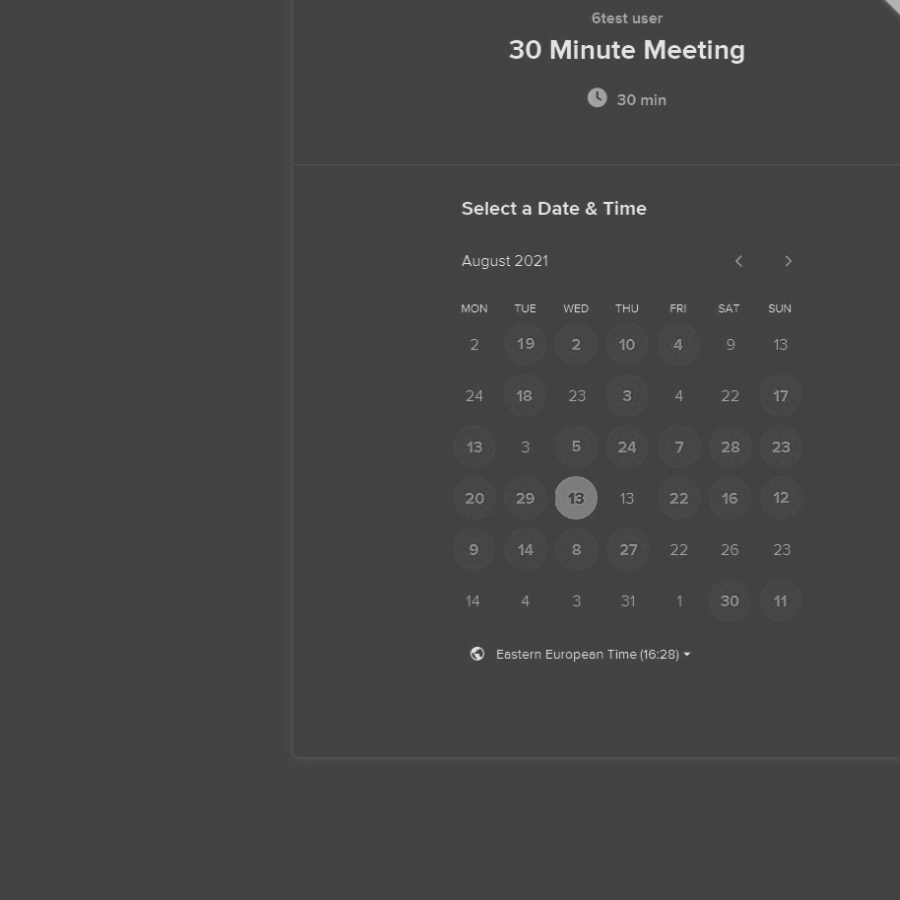 6test user
30 Minute Meeting
30 min
Select a Date & Time
August 2021
MON TUE WED THU FRI SAT SUN
2 19 2 10 4 9 13
24 18 23 3 4 22 17
13 3 5 24 7 28 23
20 29 13 13 22 16 12
9 14 8 27 22 26 23
14 4 3 31 1 30 11
Eastern European Time (16:28)